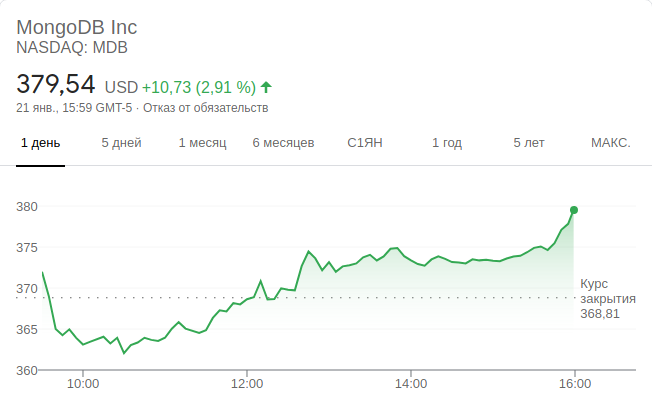 MongoDB Inc
NASDAQ: MDB
379,54 USD +10,73 (2,91 %)
21 янв., 15:59 GMT-5 · Отказ от обязательств
1 день 5 дней 1 месяц 6 месяцев С1ЯН 1 год 5 лет МАКС.
380
375
370
365
360
Курс
закрытия
368,81
10:00 12:00 14:00 16:00